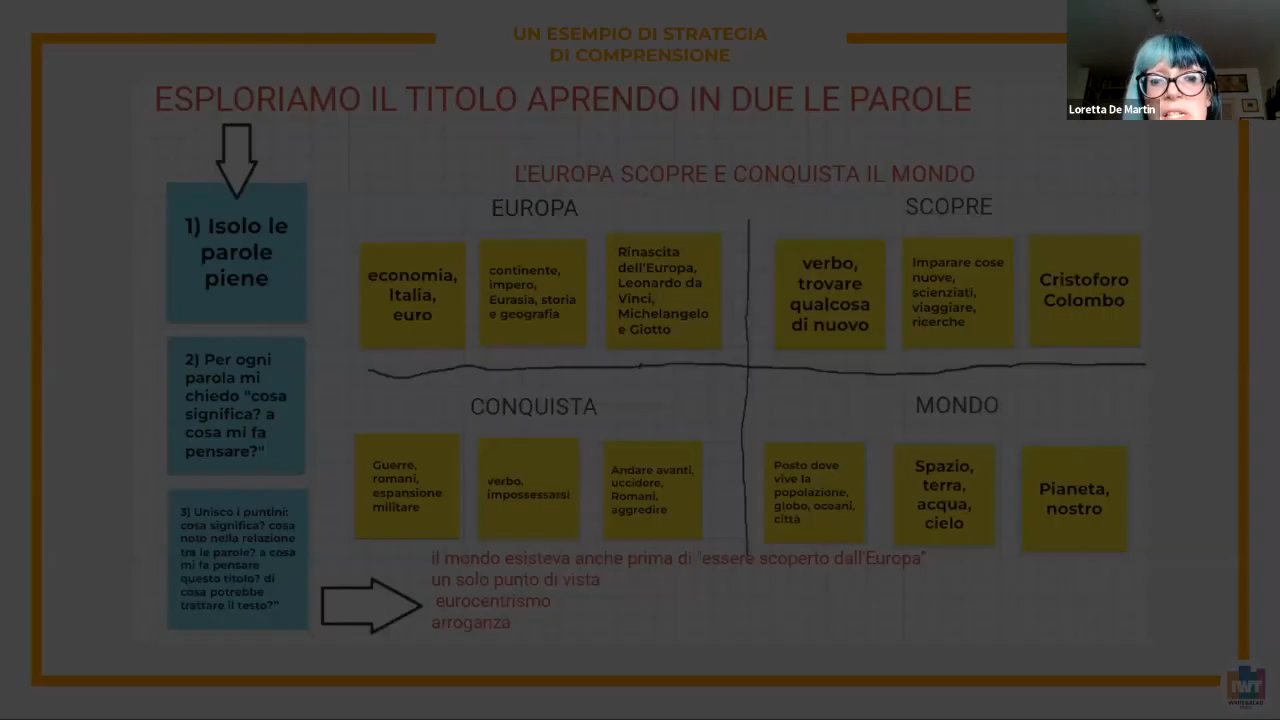 UN ESEMPIO DI STRATEGIA
DI COMPRENSIONE
Loretta De Martin
ESPLORIAMO IL TITOLO APRENDO IN DUE LE PAROLE
1) Isolo le
parole
piene
2) Per ogni
parola mi
chiedo "cosa
significa? a
cosa mi fa
pensare?"
3) Unisco i puntini:
cosa significa? cosa
noto nella relazione
tra le parole? a cosa
mi fa pensare
questo titolo? di
cosa potrebbe
trattare il testo?"
L'EUROPA SCOPRE E CONQUISTA IL MONDO
EUROPA
economia,
Italia,
euro
continente,
impero,
Eurasia, storia
e geografia
Rinascita
dell'Europa,
Leonardo da
Vinci,
Michelangelo
e Giotto
SCOPRE
verbo,
trovare
qualcosa
di nuovo
Imparare cose
nuove,
scienziati,
viaggiare,
ricerche
Cristoforo
Colombo
CONQUISTA
Guerre,
romani,
espansione
militare
verbo,
impossessarsi
Andare avanti,
uccidere,
Romani,
aggredire
MONDO
Posto dove
vive la
popolazione,
globo, oceani,
città
Spazio,
terra,
acqua,
cielo
Pianeta,
nostro
il mondo esisteva anche prima di "essere scoperto dall'Europa"
un solo punto di vista
eurocentrismo
arroganza
IWT